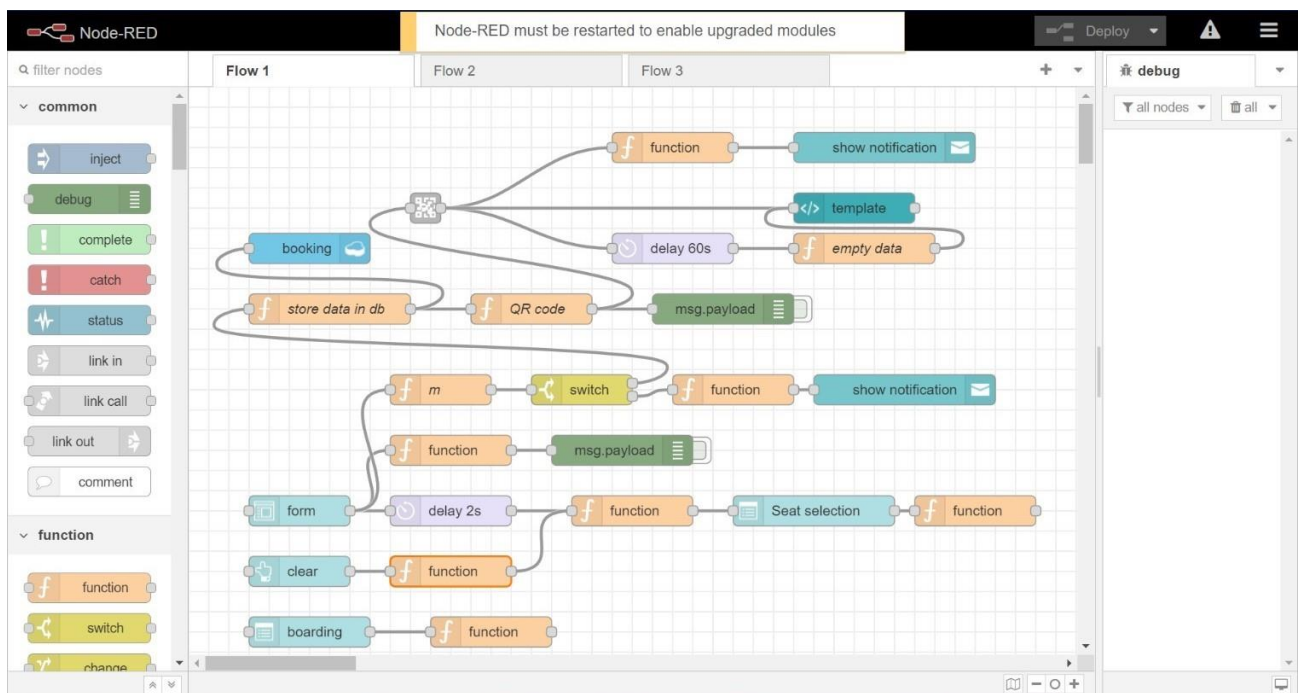 Node-RED
Node-RED must be restarted to enable upgraded modules
Deploy
filter nodes
Flow 1
Flow 2
Flow 3
debug
all nodes
all
common
inject
debug
complete
catch
status
link in
link call
link out
comment
function
function
switch
change
function
show notification
template
booking
delay 60s
empty data
store data in db
QR code
msg.payload
m
switch
function
show notification
function
msg.payload
form
delay 2s
function
Seat selection
function
clear
function
boarding
function